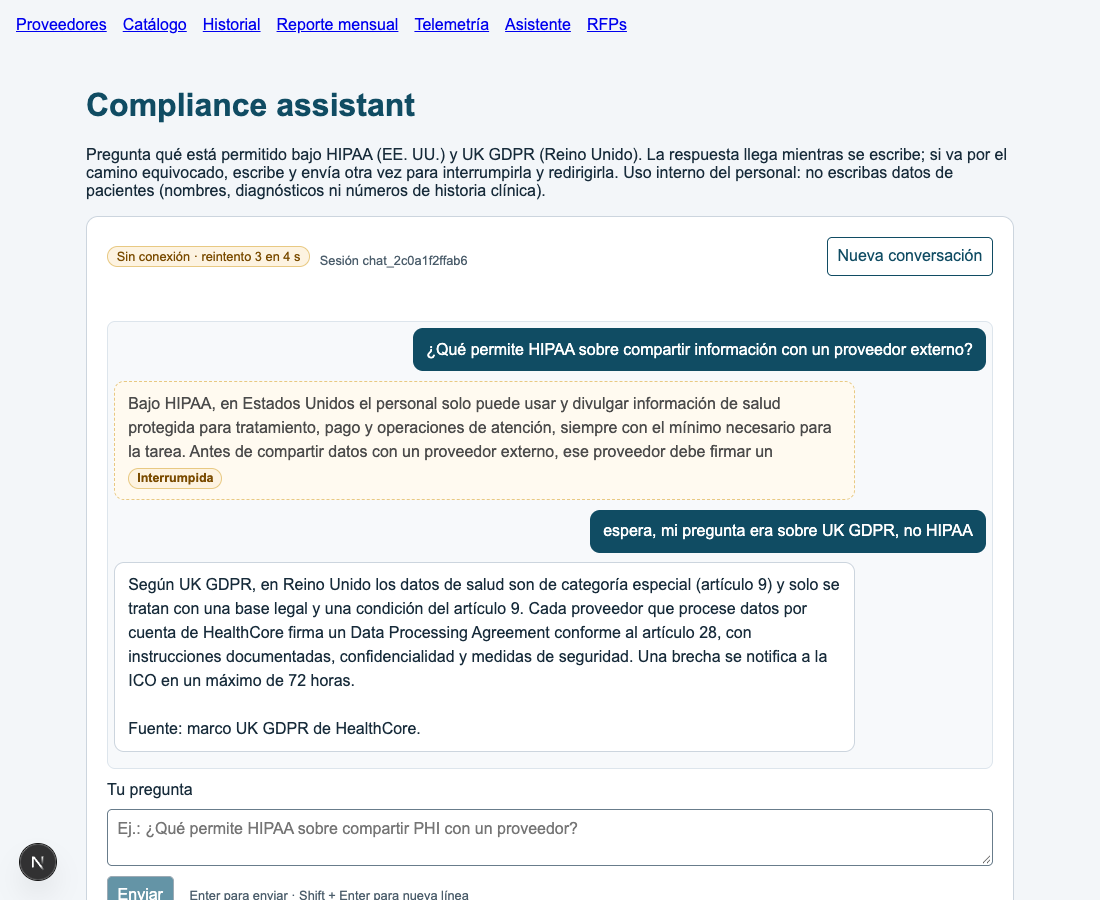 Proveedores Catálogo Historial Reporte mensual Telemetría Asistente RFPs
Compliance assistant
Pregunta qué está permitido bajo HIPAA (EE. UU.) y UK GDPR (Reino Unido). La respuesta llega mientras se escribe; si va por el
camino equivocado, escribe y envía otra vez para interrumpirla y redirigirla. Uso interno del personal: no escribas datos de
pacientes (nombres, diagnósticos ni números de historia clínica).
Sin conexión · reintento 3 en 4 s Sesión chat_2c0a1f2ffab6 Nueva conversación
¿Qué permite HIPAA sobre compartir información con un proveedor externo?
Bajo HIPAA, en Estados Unidos el personal solo puede usar y divulgar información de salud
protegida para tratamiento, pago y operaciones de atención, siempre con el mínimo necesario para
la tarea. Antes de compartir datos con un proveedor externo, ese proveedor debe firmar un
Interrumpida
espera, mi pregunta era sobre UK GDPR, no HIPAA
Según UK GDPR, en Reino Unido los datos de salud son de categoría especial (artículo 9) y solo se
tratan con una base legal y una condición del artículo 9. Cada proveedor que procese datos por
cuenta de HealthCore firma un Data Processing Agreement conforme al artículo 28, con
instrucciones documentadas, confidencialidad y medidas de seguridad. Una brecha se notifica a la
ICO en un máximo de 72 horas.
Fuente: marco UK GDPR de HealthCore.
Tu pregunta
Ej.: ¿Qué permite HIPAA sobre compartir PHI con un proveedor?
N
Enviar Enter para enviar · Shift + Enter para nueva línea